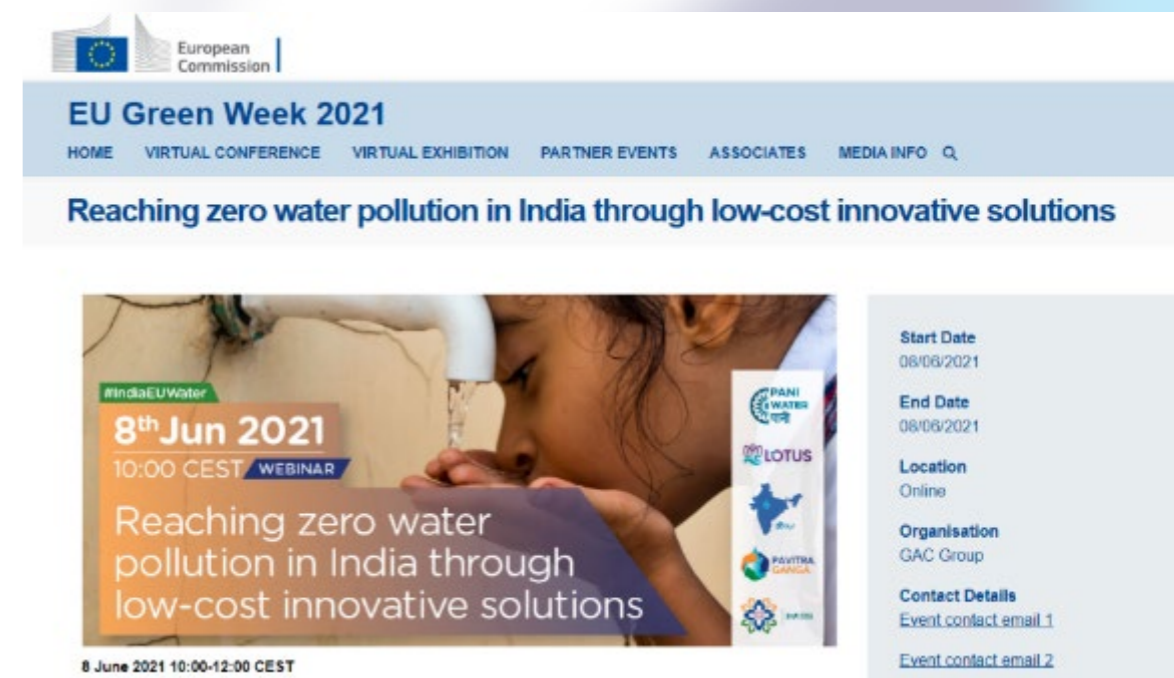 European
Commission
EU Green Week 2021
HOME VIRTUAL CONFERENCE VIRTUAL EXHIBITION PARTNER EVENTS ASSOCIATES MEDIA INFO
Reaching zero water pollution in India through low-cost innovative solutions
#IndiaEUWater
8th Jun 2021
10:00 CEST WEBINAR
Reaching zero water
pollution in India through
low-cost innovative solutions
PANI
WATER
पानी
LOTUS
PAVITRA
GANGA
8 June 2021 10:00-12:00 CEST
Start Date
08/06/2021
End Date
08/06/2021
Location
Online
Organisation
GAC Group
Contact Details
Event contact email 1
Event contact email 2